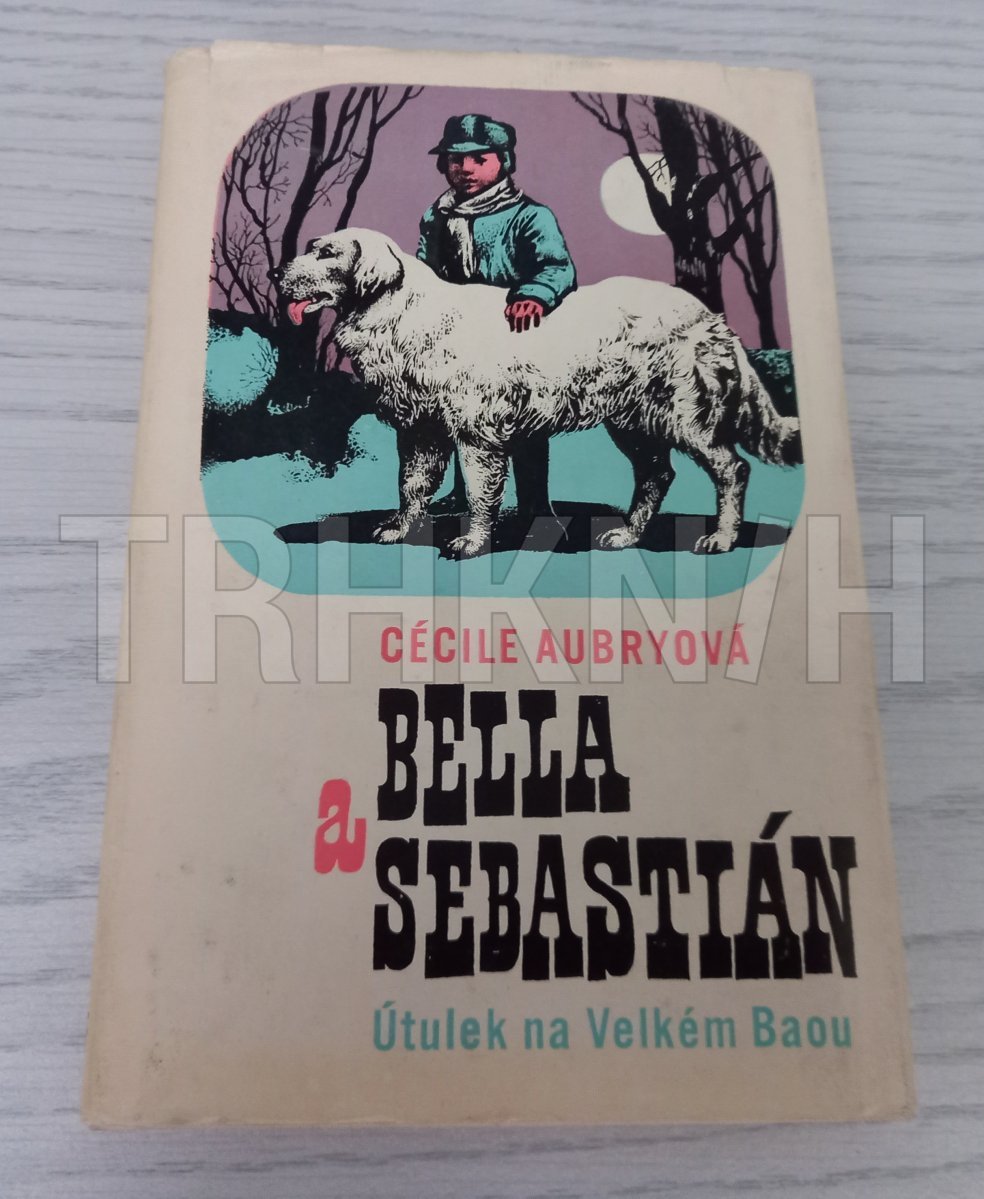 TRHKNIH
CÉCILE AUBRYOVÁ
BELLA
a
SEBASTIÁN
Útulek na Velkém Baou